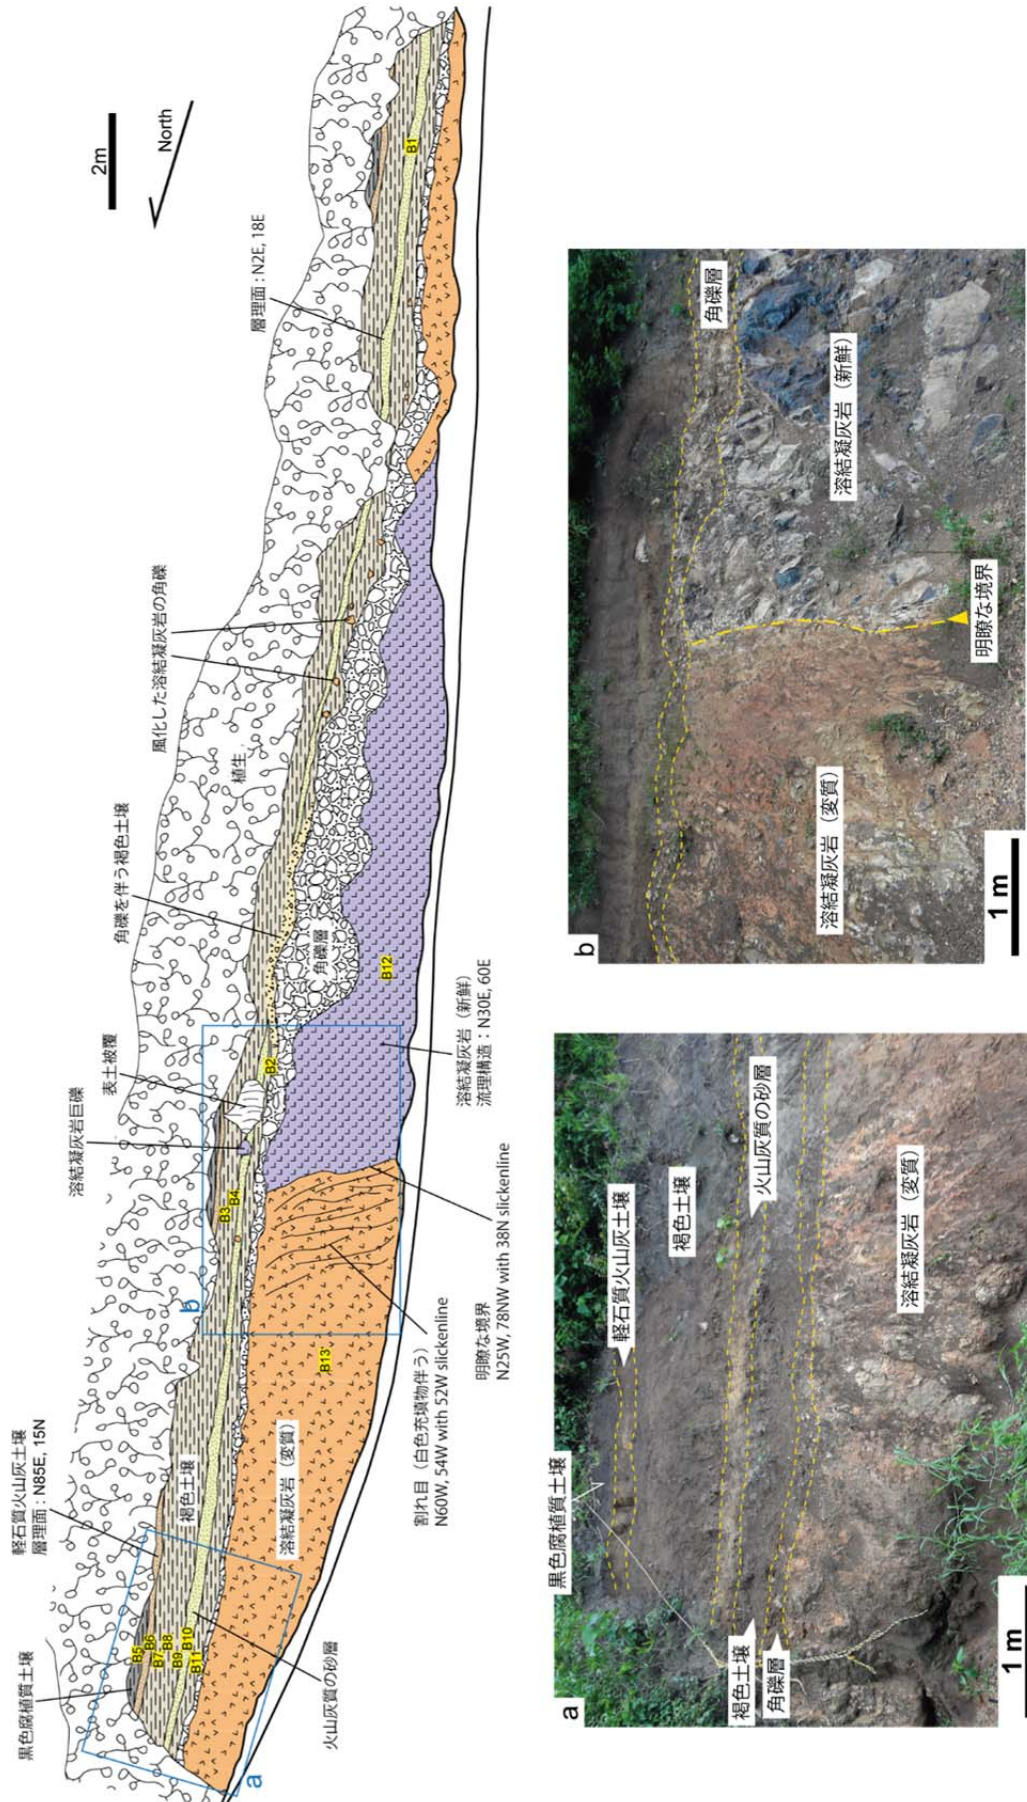 2m
North
黒色腐植質土壌
軽石質火山灰土壌
層理面：N85E, 15N
溶結凝灰岩巨礫
表土被覆
角礫を伴う褐色土壌
風化した溶結凝灰岩の角礫
層理面：N2E, 18E
植生
褐色土壌
角礫層
溶結凝灰岩（変質）
B5
B6
B7
B8
B9
B10
B11
B3
B4
B2
B13
B12
B1
a
b
火山灰質の砂層
割れ目（白色充填物伴う）
N60W, 54W with 52W slickenline
明瞭な境界
N25W, 78NW with 38N slickenline
溶結凝灰岩（新鮮）
流理構造：N30E, 60E
a
黒色腐植質土壌
軽石質火山灰土壌
褐色土壌
火山灰質の砂層
褐色土壌
角礫層
溶結凝灰岩（変質）
1 m
b
角礫層
溶結凝灰岩（新鮮）
溶結凝灰岩（変質）
明瞭な境界
1 m